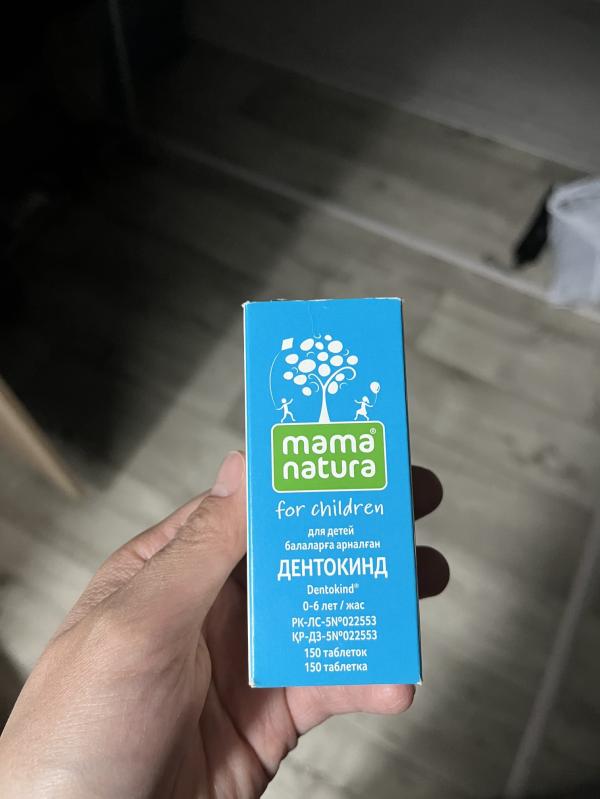 mama®
natura
for children
для детей
балаларға арналған
ДЕНТОКИНД
Dentokind®
0-6 лет / жас
РК-ЛС-5№022553
ҚР-ДЗ-5№022553
150 таблеток
150 таблетка